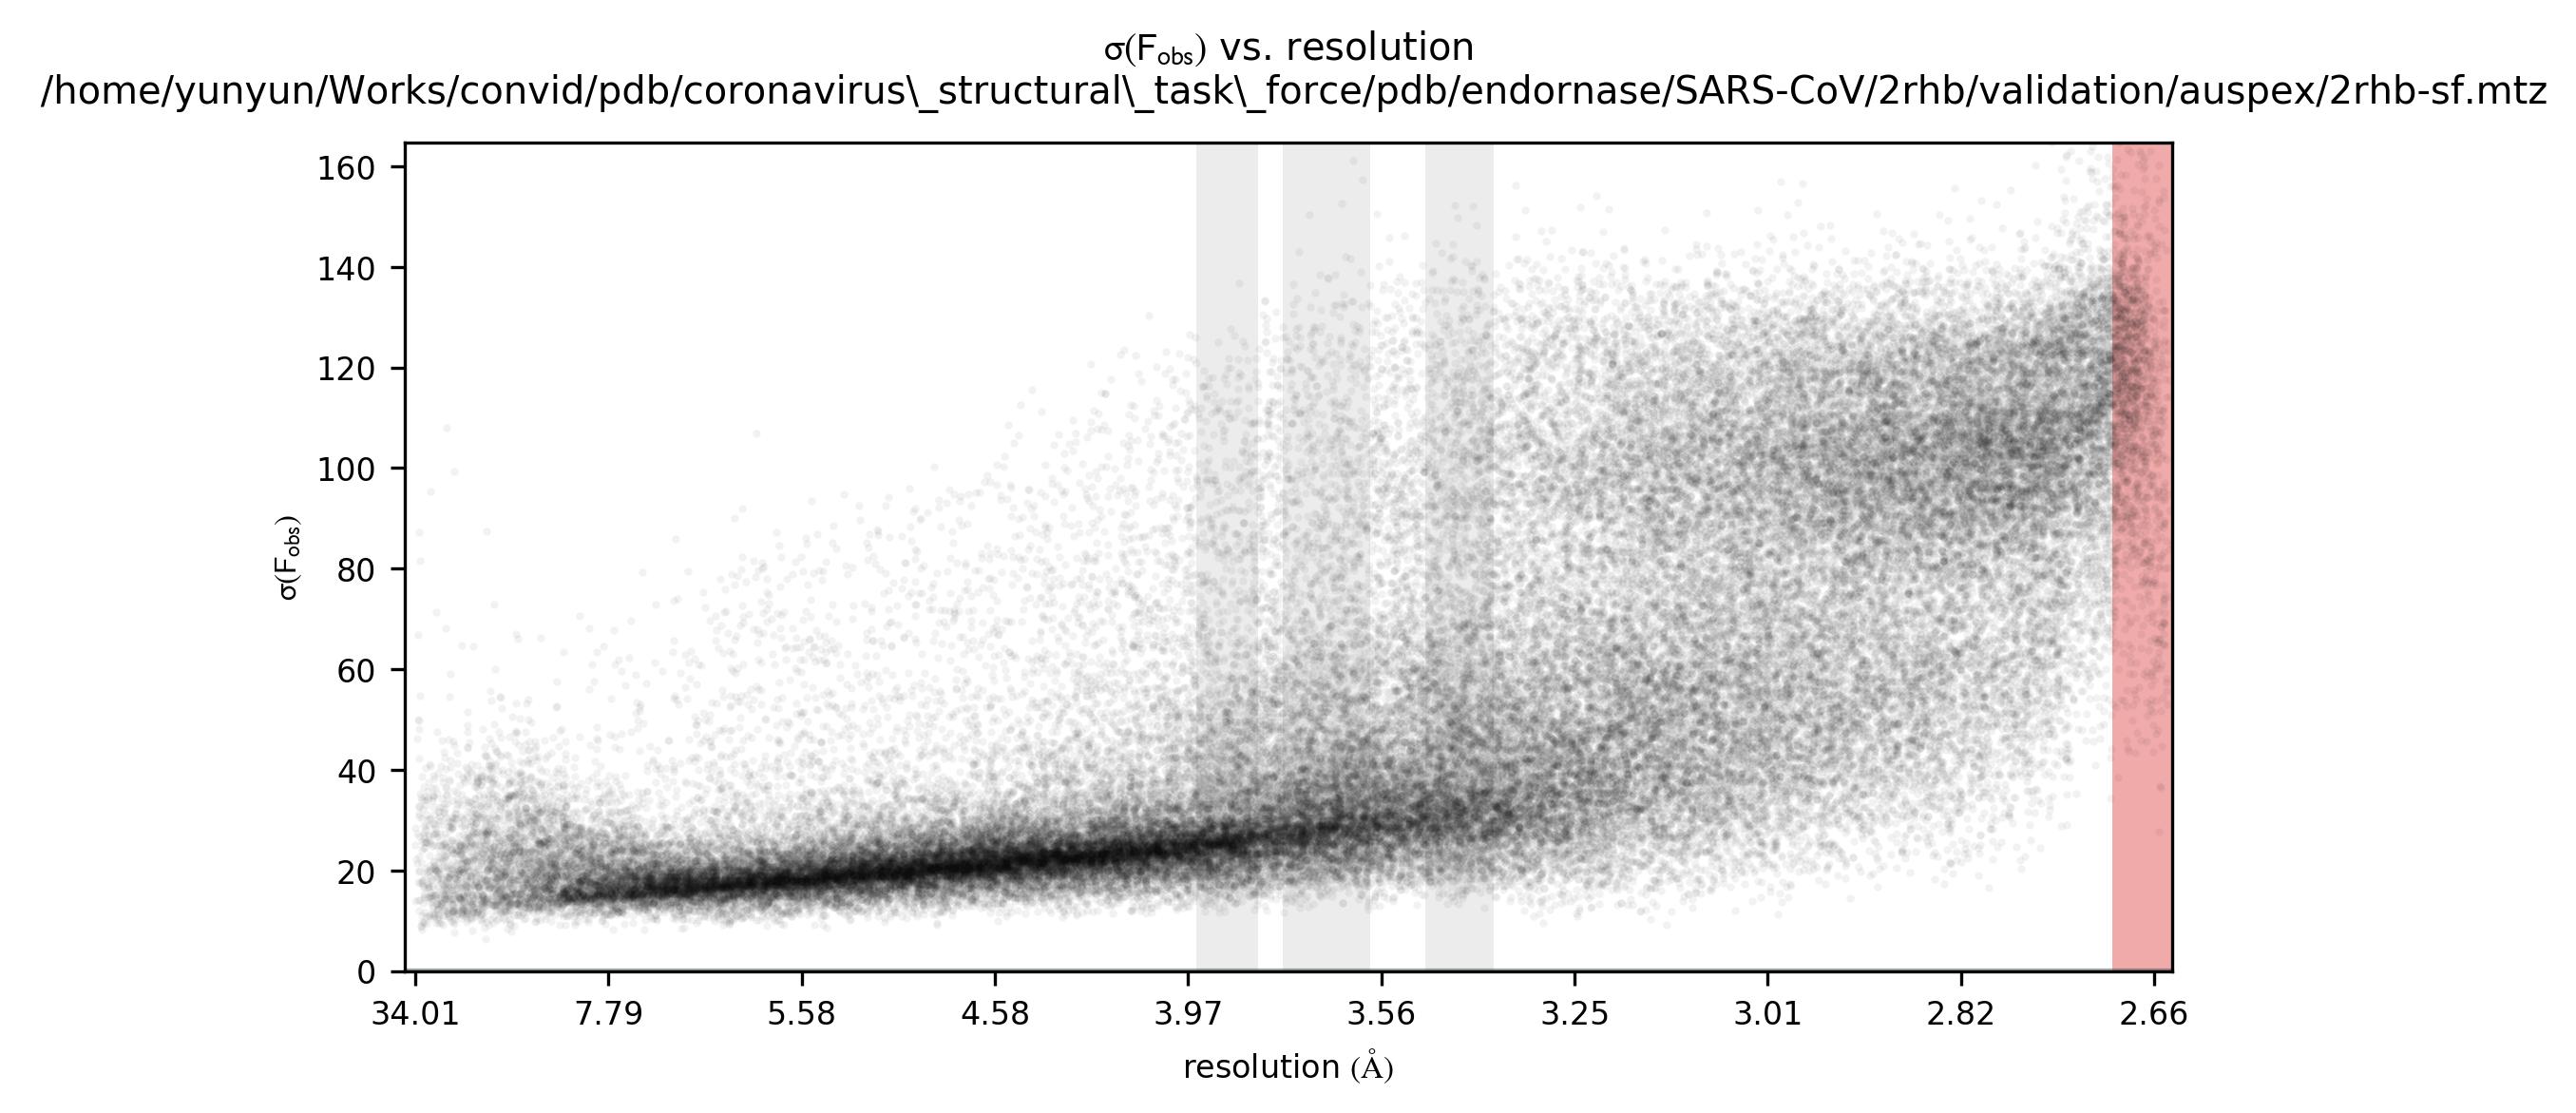 σ(Fobs) vs. resolution
/home/yunyun/Works/convid/pdb/coronavirus\_structural\_task\_force/pdb/endornase/SARS-CoV/2rhb/validation/auspex/2rhb-sf.mtz
160
140
120
100
80
60
40
20
0
σ(Fobs)
34.01 7.79 5.58 4.58 3.97 3.56 3.25 3.01 2.82 2.66
resolution (Å)